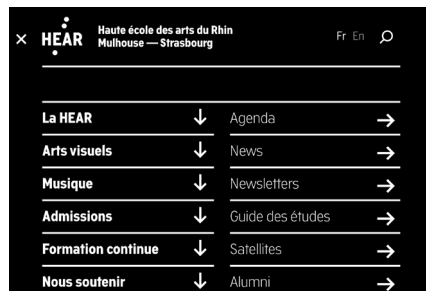 HEAR
Haute école des arts du Rhin
Mulhouse — Strasbourg
Fr En
La HEAR
Agenda
Arts visuels
News
Musique
Newsletters
Admissions
Guide des études
Formation continue
Satellites
Nous soutenir
Alumni